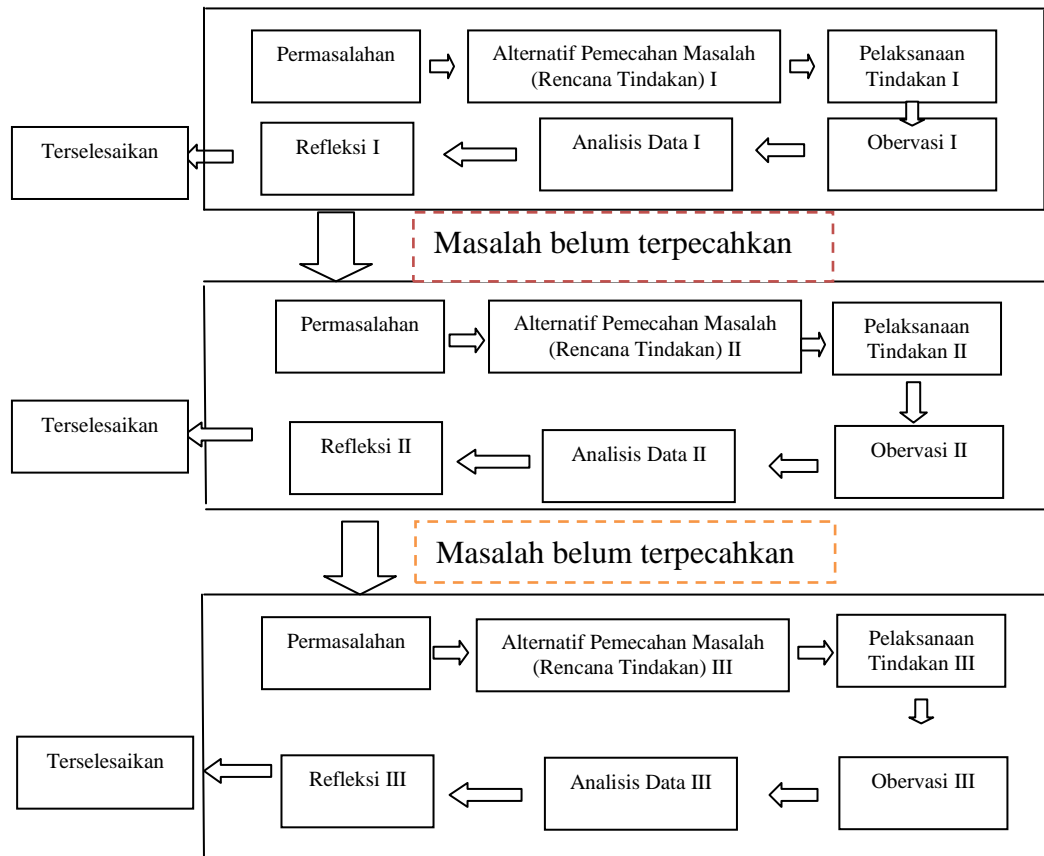 Permasalahan
Alternatif Pemecahan Masalah
(Rencana Tindakan) I
Pelaksanaan
Tindakan I
Terselesaikan
Refleksi I
Analisis Data I
Obervasi I
Masalah belum terpecahkan
Permasalahan
Alternatif Pemecahan Masalah
(Rencana Tindakan) II
Pelaksanaan
Tindakan II
Terselesaikan
Refleksi II
Analisis Data II
Obervasi II
Masalah belum terpecahkan
Permasalahan
Alternatif Pemecahan Masalah
(Rencana Tindakan) III
Pelaksanaan
Tindakan III
Terselesaikan
Refleksi III
Analisis Data III
Obervasi III